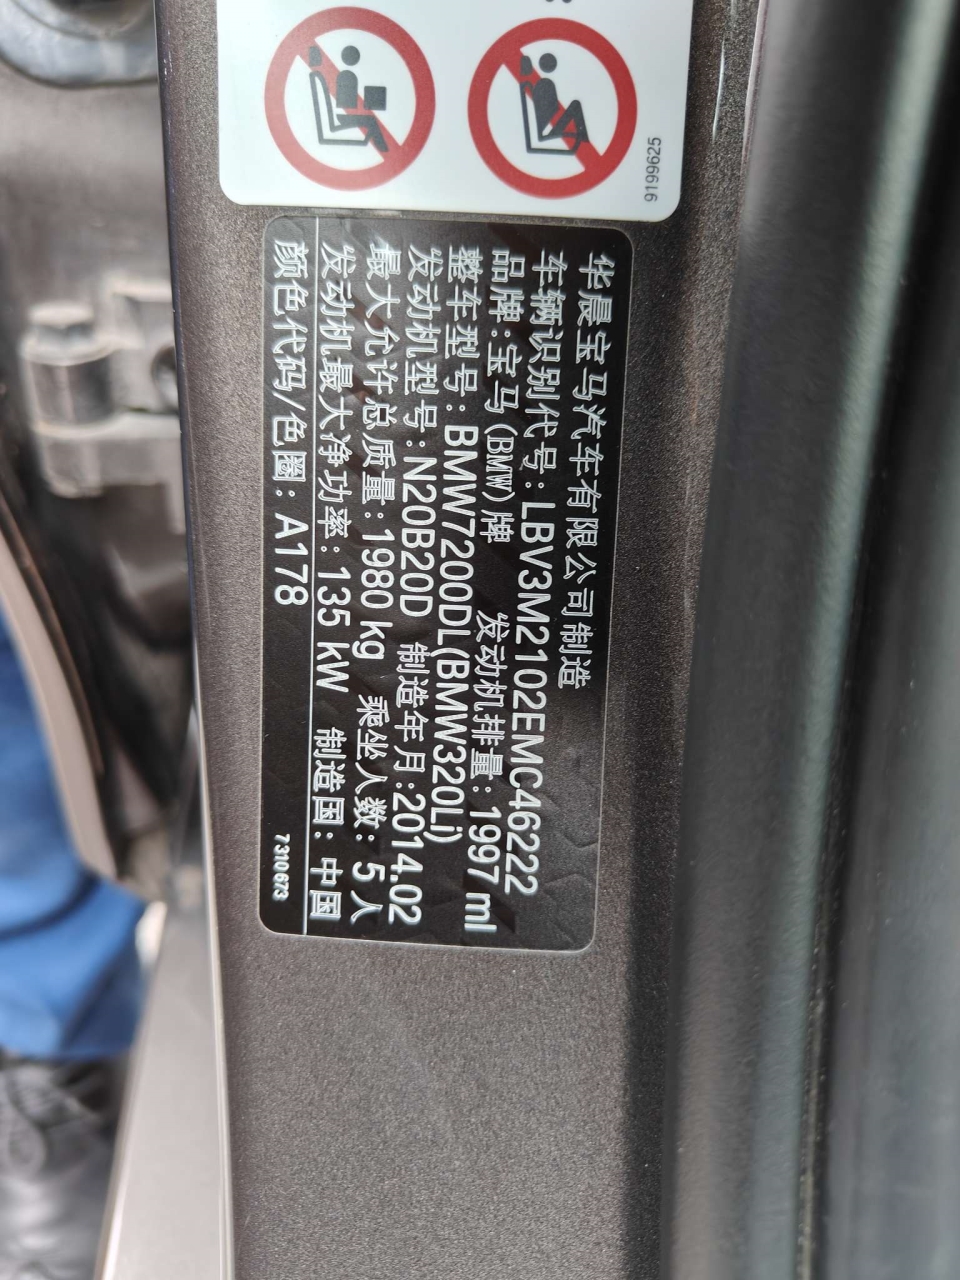 9199625
华晨宝马汽车有限公司制造
车辆识别代号: LBV3M2102EMC46222
品牌:宝马(BMW)牌 发动机排量: 1997 ml
整车型号: BMW7200DL(BMW320Li)
发动机型号:N20B20D 制造年月:2014.02
最大允许总质量:1980 kg 乘坐人数: 5人
发动机最大净功率: 135 kW 制造国: 中国
颜色代码/色圈: A178
7310673